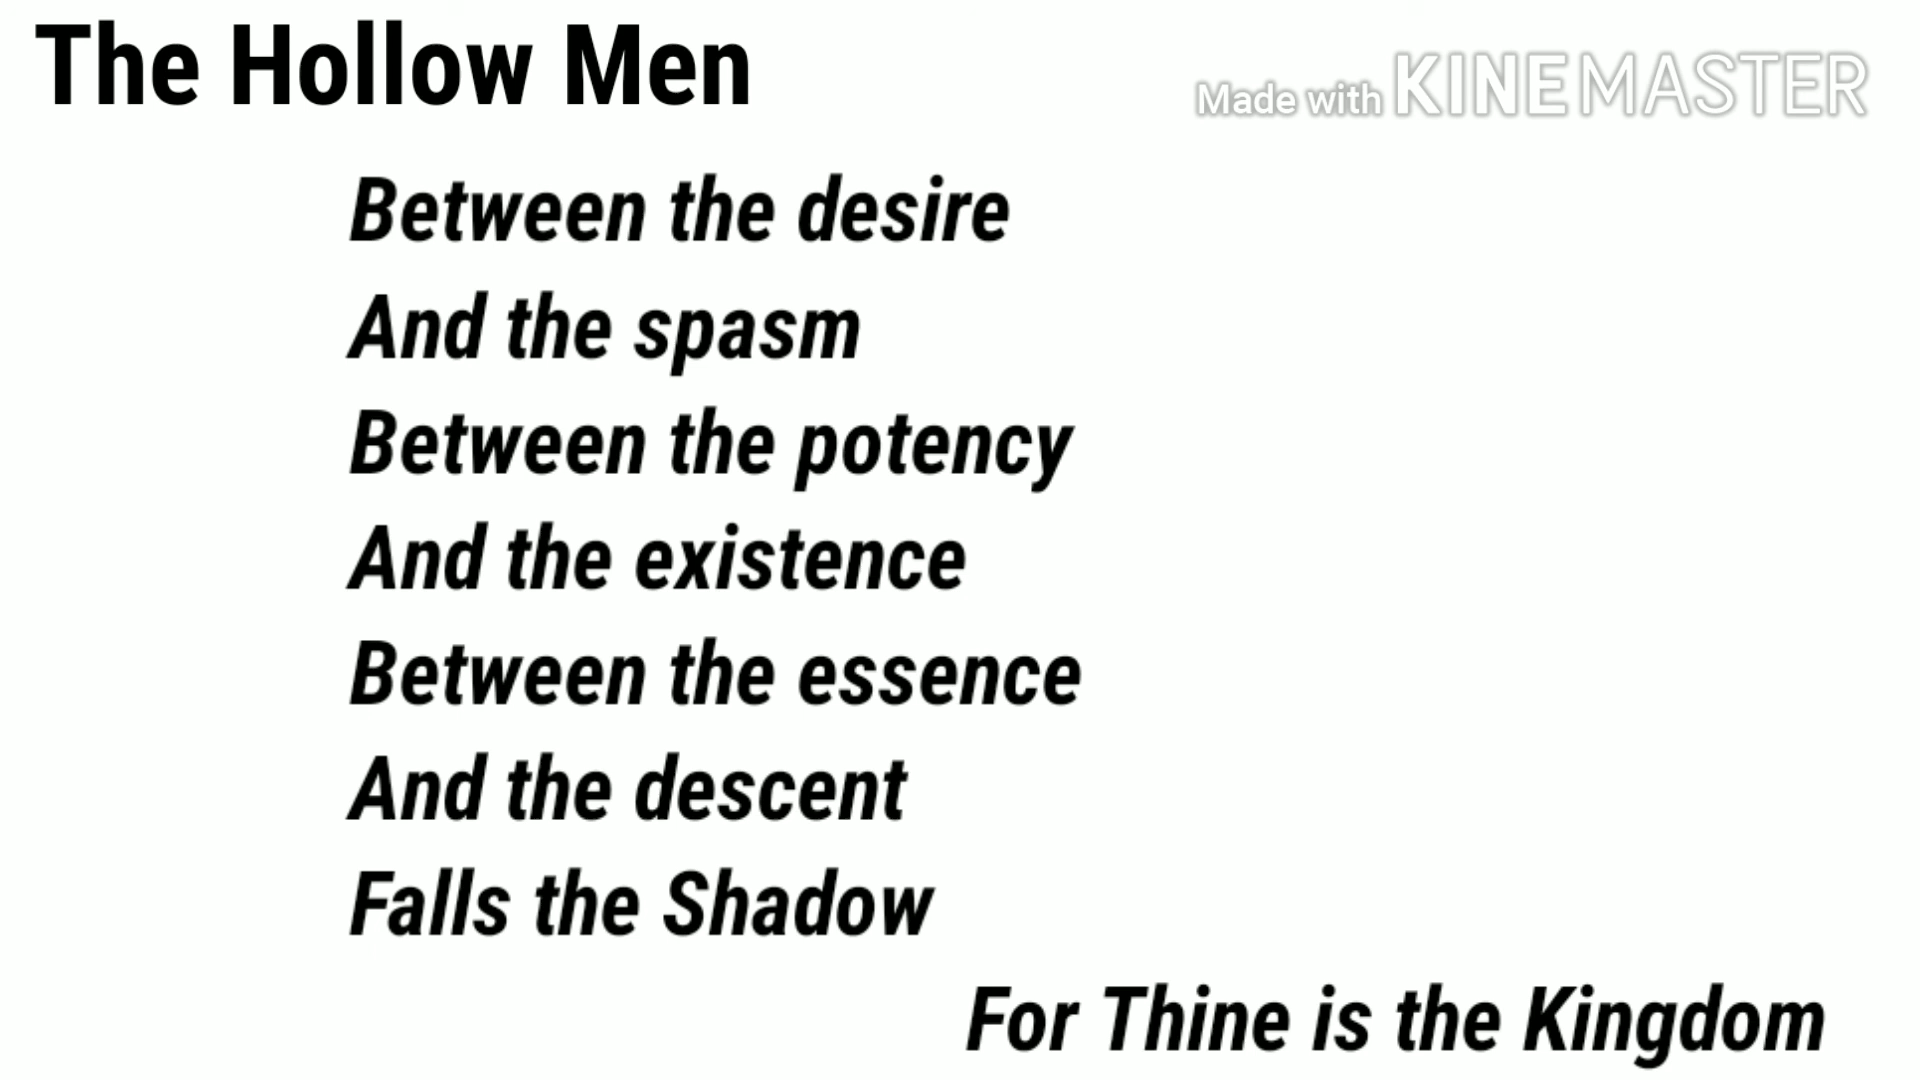 The Hollow Men
Made with KINEMASTER
Between the desire
And the spasm
Between the potency
And the existence
Between the essence
And the descent
Falls the Shadow
For Thine is the Kingdom